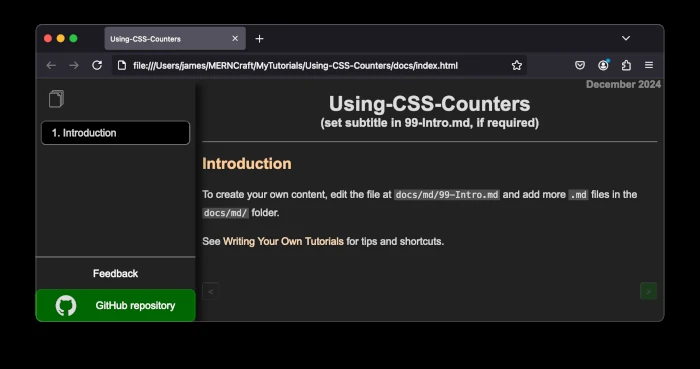 Using-CSS-Counters
file:///Users/james/MERNCraft/MyTutorials/Using-CSS-Counters/docs/index.html
December 2024
Using-CSS-Counters
(set subtitle in 99-Intro.md, if required)
1. Introduction
Introduction
To create your own content, edit the file at docs/md/99-Intro.md and add more .md files in the
docs/md/ folder.
See Writing Your Own Tutorials for tips and shortcuts.
Feedback
GitHub repository
< >